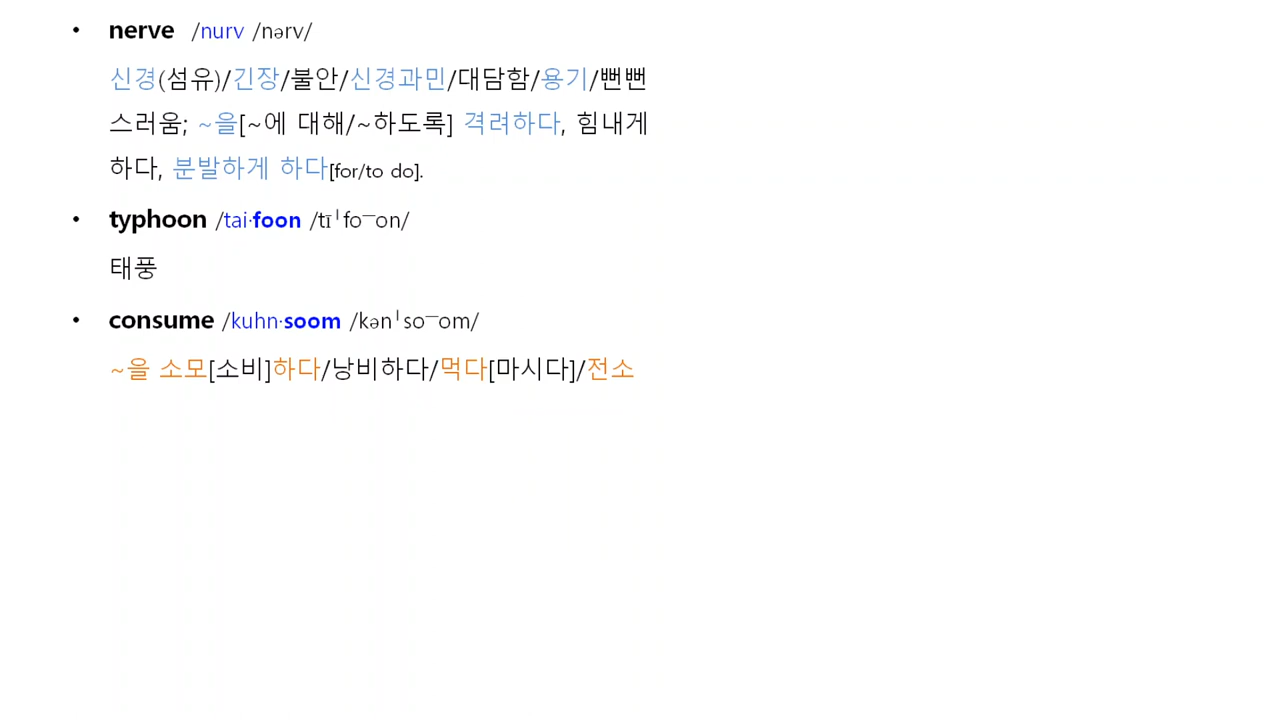 • nerve /nurv /nərv/
신경(섬유)/긴장/불안/신경과민/대담함/용기/뻔뻔
스러움; ~을[~에 대해/~하도록] 격려하다, 힘내게
하다, 분발하게 하다[for/to do].
• typhoon /tai·foon /tīˈfo͞on/
태풍
• consume /kuhn·soom /kənˈso͞om/
~을 소모[소비]하다/낭비하다/먹다[마시다]/전소